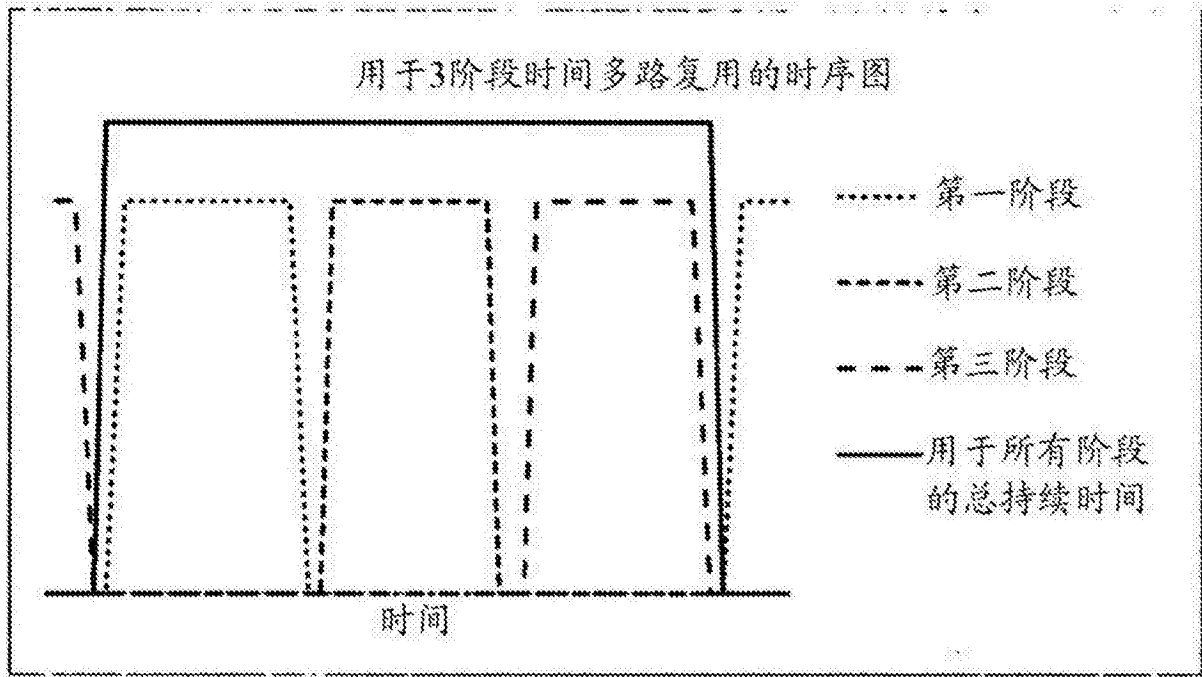 用于3阶段时间多路复用的时序图
第一阶段
第二阶段
第三阶段
用于所有阶段
的总持续时间
时间